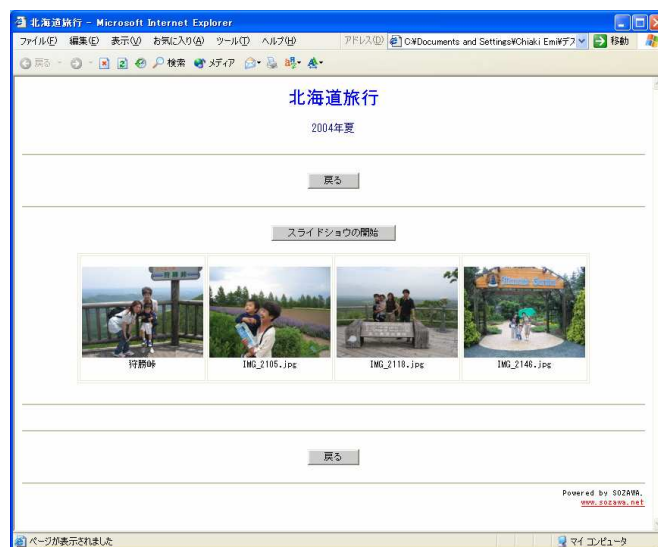 北海道旅行 - Microsoft Internet Explorer
ファイル(F) 編集(E) 表示(V) お気に入り(A) ツール(T) ヘルプ(H) アドレス(D) C:¥Documents and Settings¥Chiaki Emi¥デス 移動
戻る 検索 メディア
北海道旅行
2004年夏
戻る
スライドショウの開始
狩勝峠 IMG_2105.jpg IMG_2118.jpg IMG_2146.jpg
戻る
Powered by SOZAWA.
www.sozawa.net
ページが表示されました マイ コンピュータ